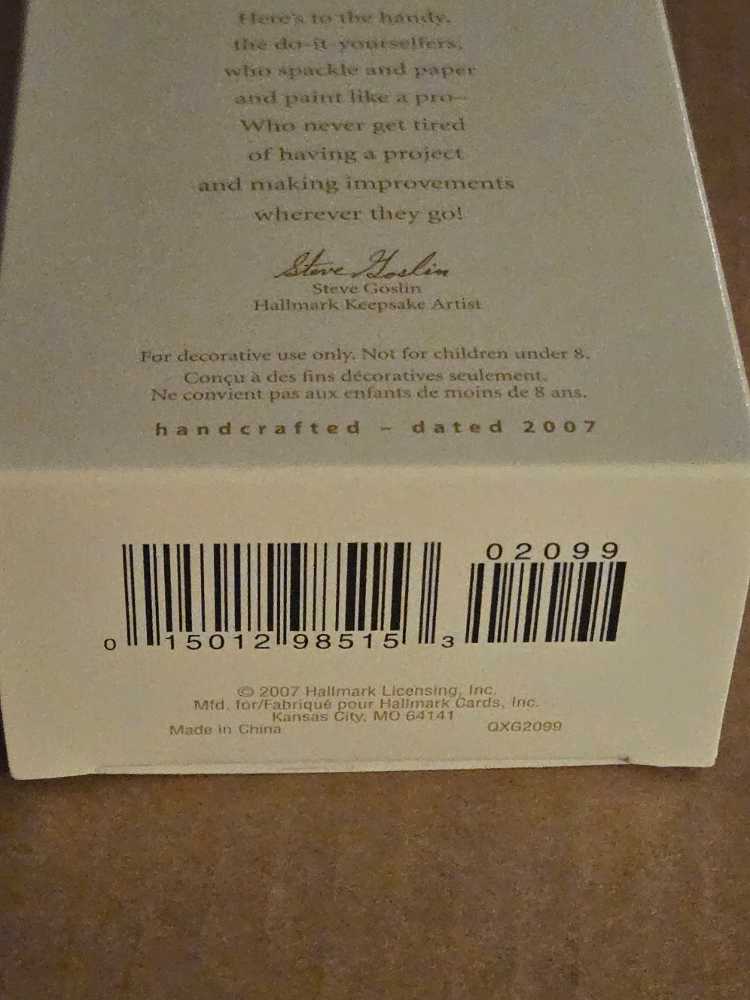 Here's to the handy,
the do-it-yourselfers,
who spackle and paper
and paint like a pro–
Who never get tired
of having a project
and making improvements
wherever they go!
Steve Goslin
Steve Goslin
Hallmark Keepsake Artist
For decorative use only. Not for children under 8.
Conçu à des fins décoratives seulement.
Ne convient pas aux enfants de moins de 8 ans.
handcrafted – dated 2007
02099
0 15012 98515 3
© 2007 Hallmark Licensing, Inc.
Mfd. for/Fabriqué pour Hallmark Cards, Inc.
Kansas City, MO 64141
Made in China QXG2099